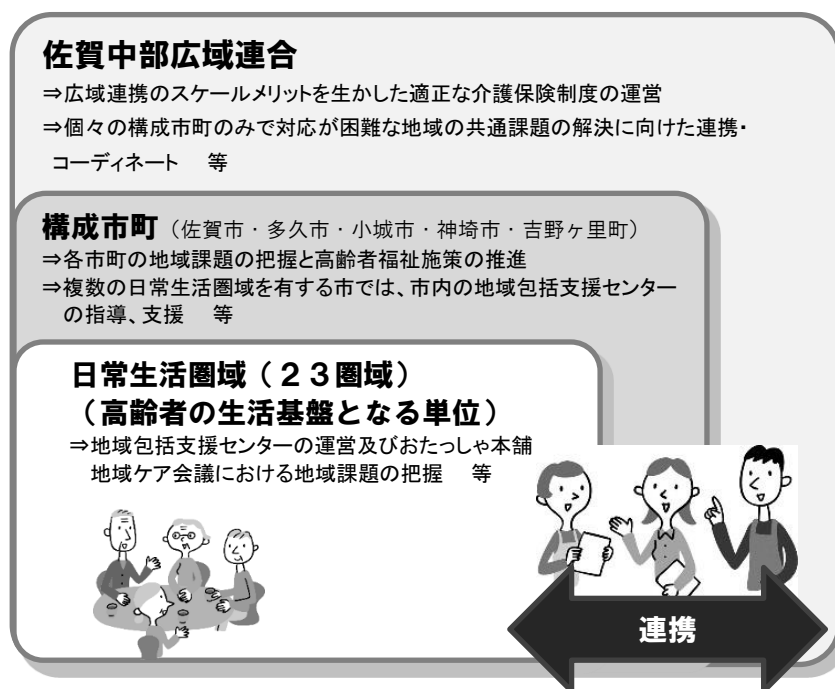 佐賀中部広域連合
⇒広域連携のスケールメリットを生かした適正な介護保険制度の運営
⇒個々の構成市町のみで対応が困難な地域の共通課題の解決に向けた連携・
コーディネート　等
構成市町（佐賀市・多久市・小城市・神埼市・吉野ヶ里町）
⇒各市町の地域課題の把握と高齢者福祉施策の推進
⇒複数の日常生活圏域を有する市では、市内の地域包括支援センター
の指導、支援　等
日常生活圏域（２３圏域）
（高齢者の生活基盤となる単位）
⇒地域包括支援センターの運営及びおたっしゃ本舗
地域ケア会議における地域課題の把握　等
連携